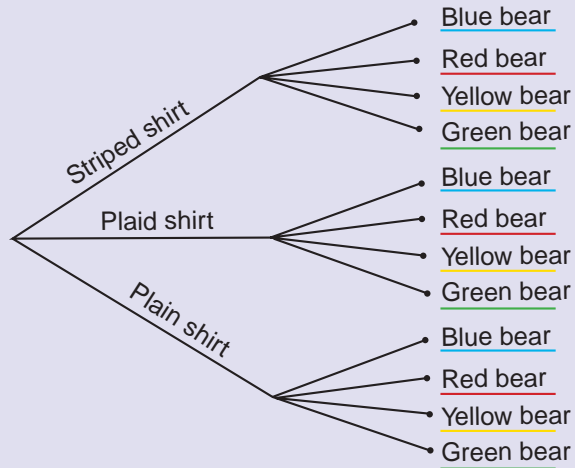 Blue bear
Red bear
Yellow bear
Green bear
Striped shirt
Blue bear
Red bear
Yellow bear
Green bear
Plaid shirt
Blue bear
Red bear
Yellow bear
Green bear
Plain shirt